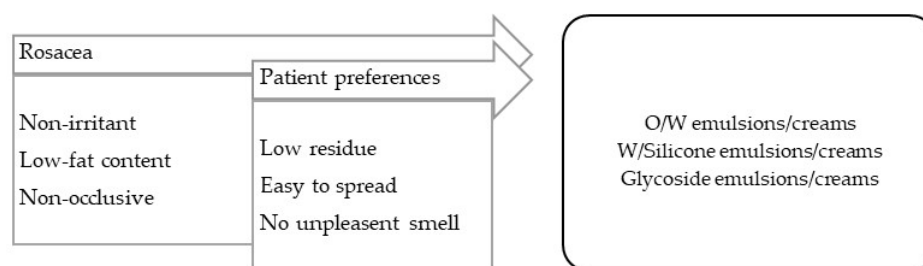 Rosacea
Non-irritant
Low-fat content
Non-occlusive
Patient preferences
Low residue
Easy to spread
No unpleasent smell
O/W emulsions/creams
W/Silicone emulsions/creams
Glycoside emulsions/creams